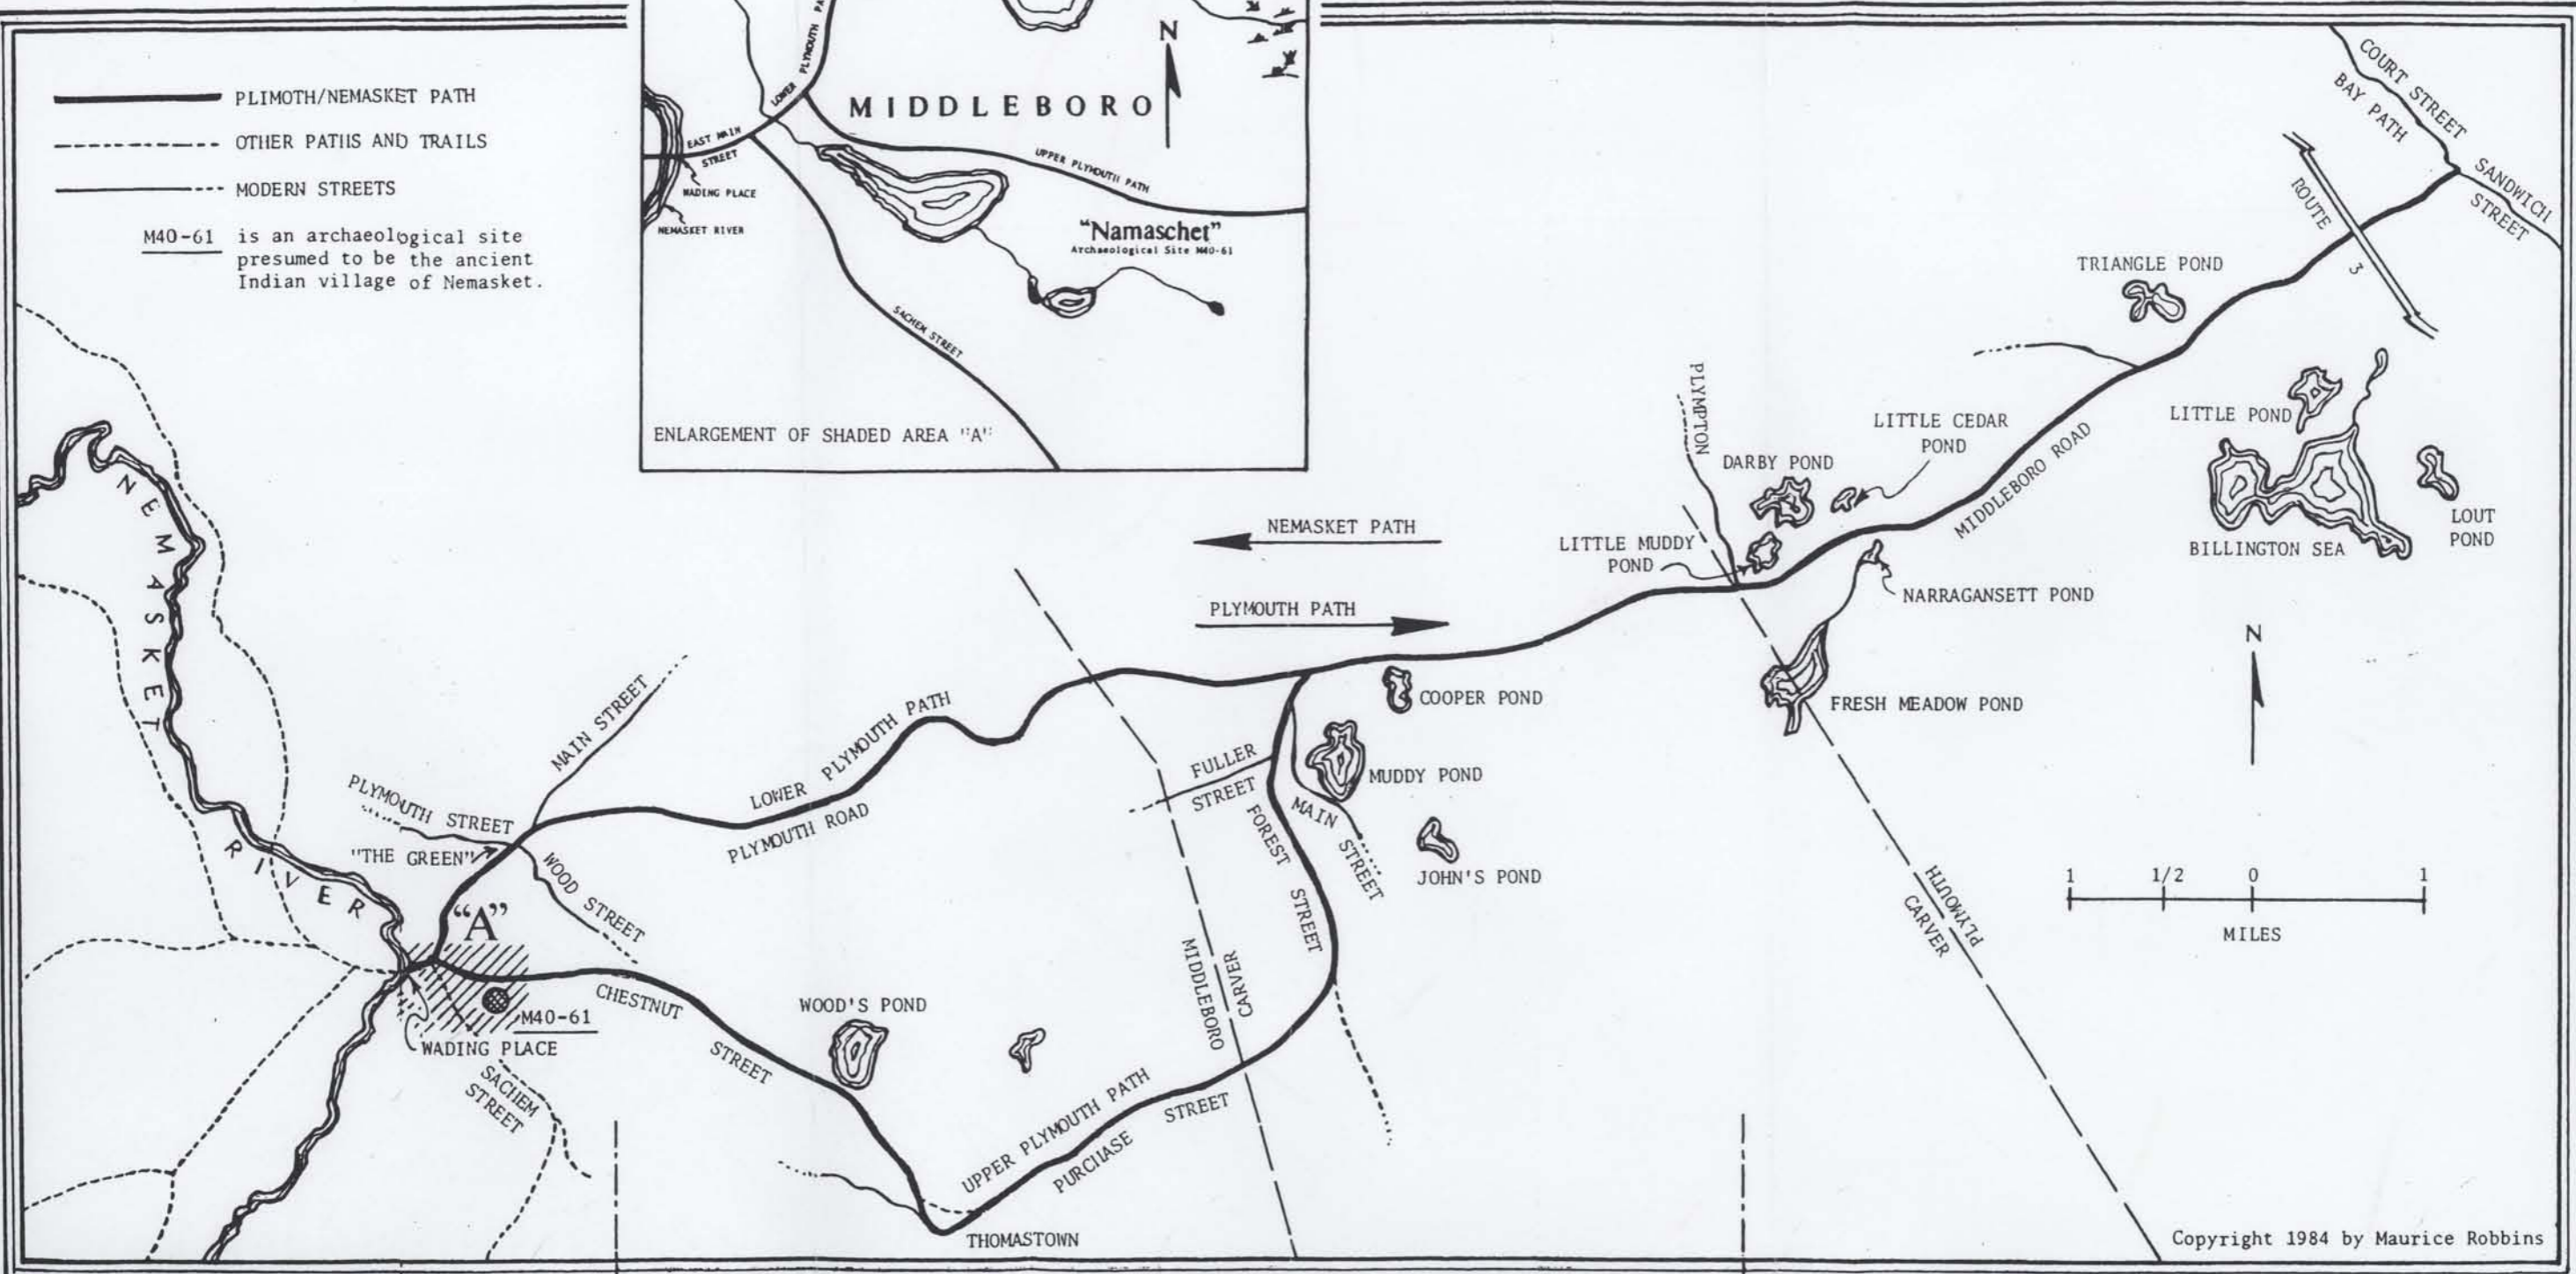 PLIMOTH/NEMASKET PATH
OTHER PATHS AND TRAILS
MODERN STREETS
M40-61 is an archaeological site
presumed to be the ancient
Indian village of Nemasket.
N
LOWER PLYMOUTH
MIDDLEBORO
EAST MAIN
STREET
WADING PLACE
NEMASKET RIVER
UPPER PLYMOUTH PATH
"Namaschet"
Archaeological Site M40-61
SACHEM STREET
ENLARGEMENT OF SHADED AREA "A"
COURT STREET
BAY PATH
SANDWICH
STREET
ROUTE 3
TRIANGLE POND
PLYMPTON
LITTLE CEDAR
POND
DARBY POND
LITTLE POND
MIDDLEBORO ROAD
LOUT
POND
BILLINGTON SEA
NEMASKET PATH
LITTLE MUDDY
POND
NARRAGANSETT POND
PLYMOUTH PATH
N
NEMASKET RIVER
MAIN STREET
LOWER PLYMOUTH PATH
PLYMOUTH ROAD
COOPER POND
FRESH MEADOW POND
FULLER
STREET
MUDDY POND
MAIN STREET
FOREST STREET
JOHN'S POND
PLYMOUTH STREET
"THE GREEN"
WOOD STREET
"A"
PLYMOUTH
CARVER
1 1/2 0 1
MILES
CARVER
MIDDLEBORO
CHESTNUT STREET
WOOD'S POND
M40-61
WADING PLACE
SACHEM
STREET
UPPER PLYMOUTH PATH
PURCHASE STREET
THOMASTOWN
Copyright 1984 by Maurice Robbins